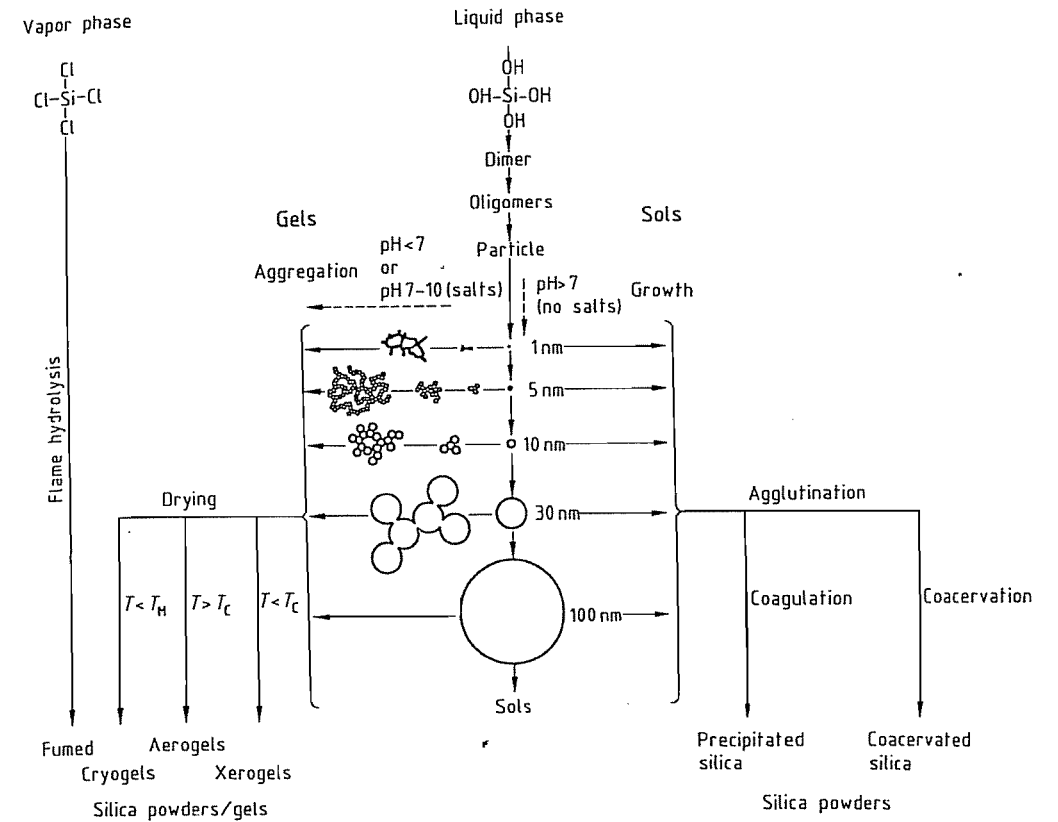 Vapor phase
Liquid phase
Cl
Cl–Si–Cl
Cl
OH
OH–Si–OH
OH
Dimer
Oligomers
Particle
Gels
Sols
Aggregation
pH<7
or
pH 7–10 (salts)
pH>7
(no salts)
Growth
1 nm
5 nm
10 nm
30 nm
100 nm
Sols
Flame hydrolysis
Drying
T < TM
T > TC
T < TC
Agglutination
Coagulation
Coacervation
Fumed
Cryogels
Aerogels
Xerogels
Silica powders/gels
Precipitated
silica
Coacervated
silica
Silica powders